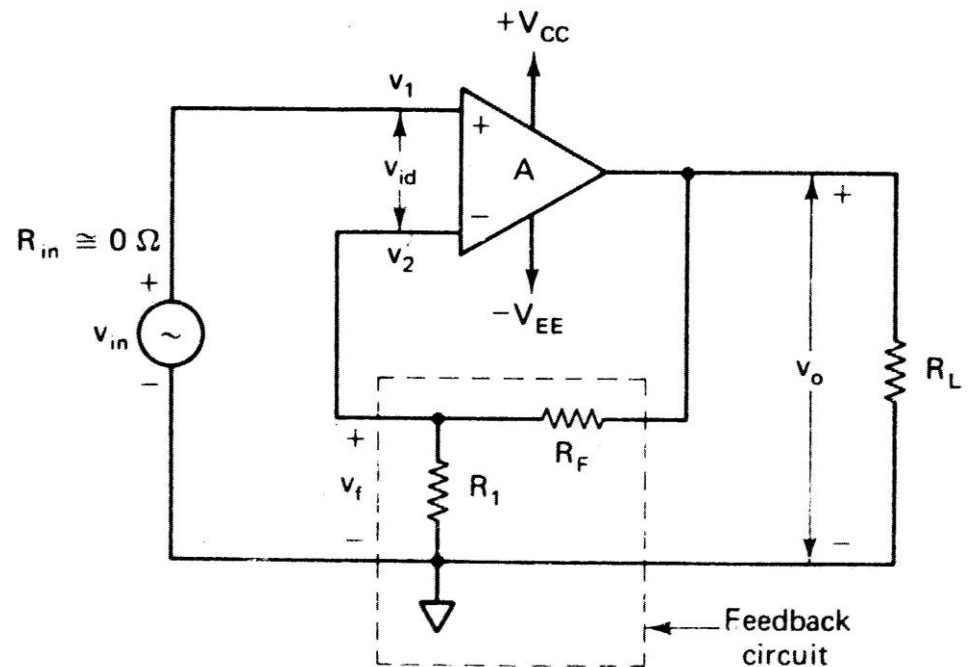 +V_CC
v_1
+
A
v_id
−
v_2
−V_EE
R_in ≅ 0 Ω
+
v_in
~
−
+
v_o
−
R_L
R_F
+
v_f
−
R_1
Feedback
circuit